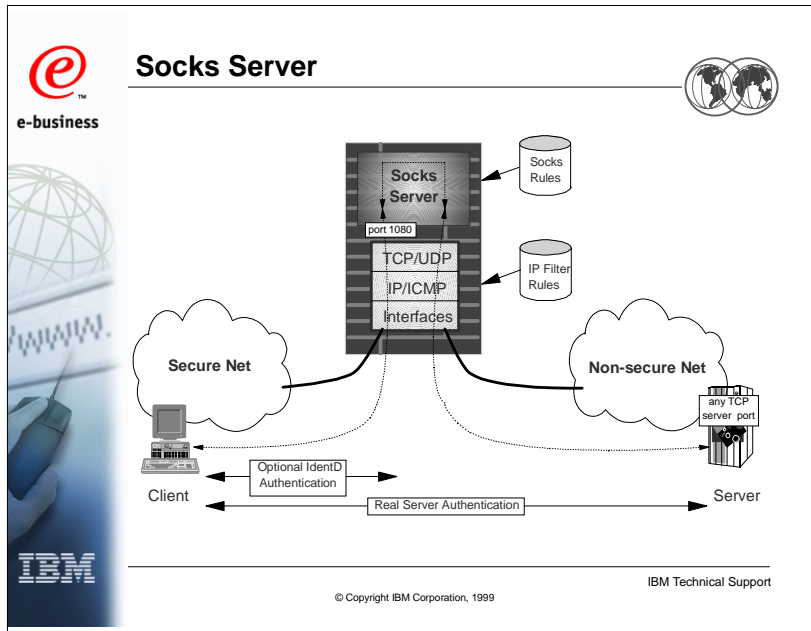 e
TM
e-business
Socks Server
Socks
Server
Socks
Rules
port 1080
TCP/UDP
IP/ICMP
Interfaces
IP Filter
Rules
Secure Net
Non-secure Net
any TCP
server port
Client
Optional IdentD
Authentication
Server
Real Server Authentication
IBM
IBM Technical Support
© Copyright IBM Corporation, 1999